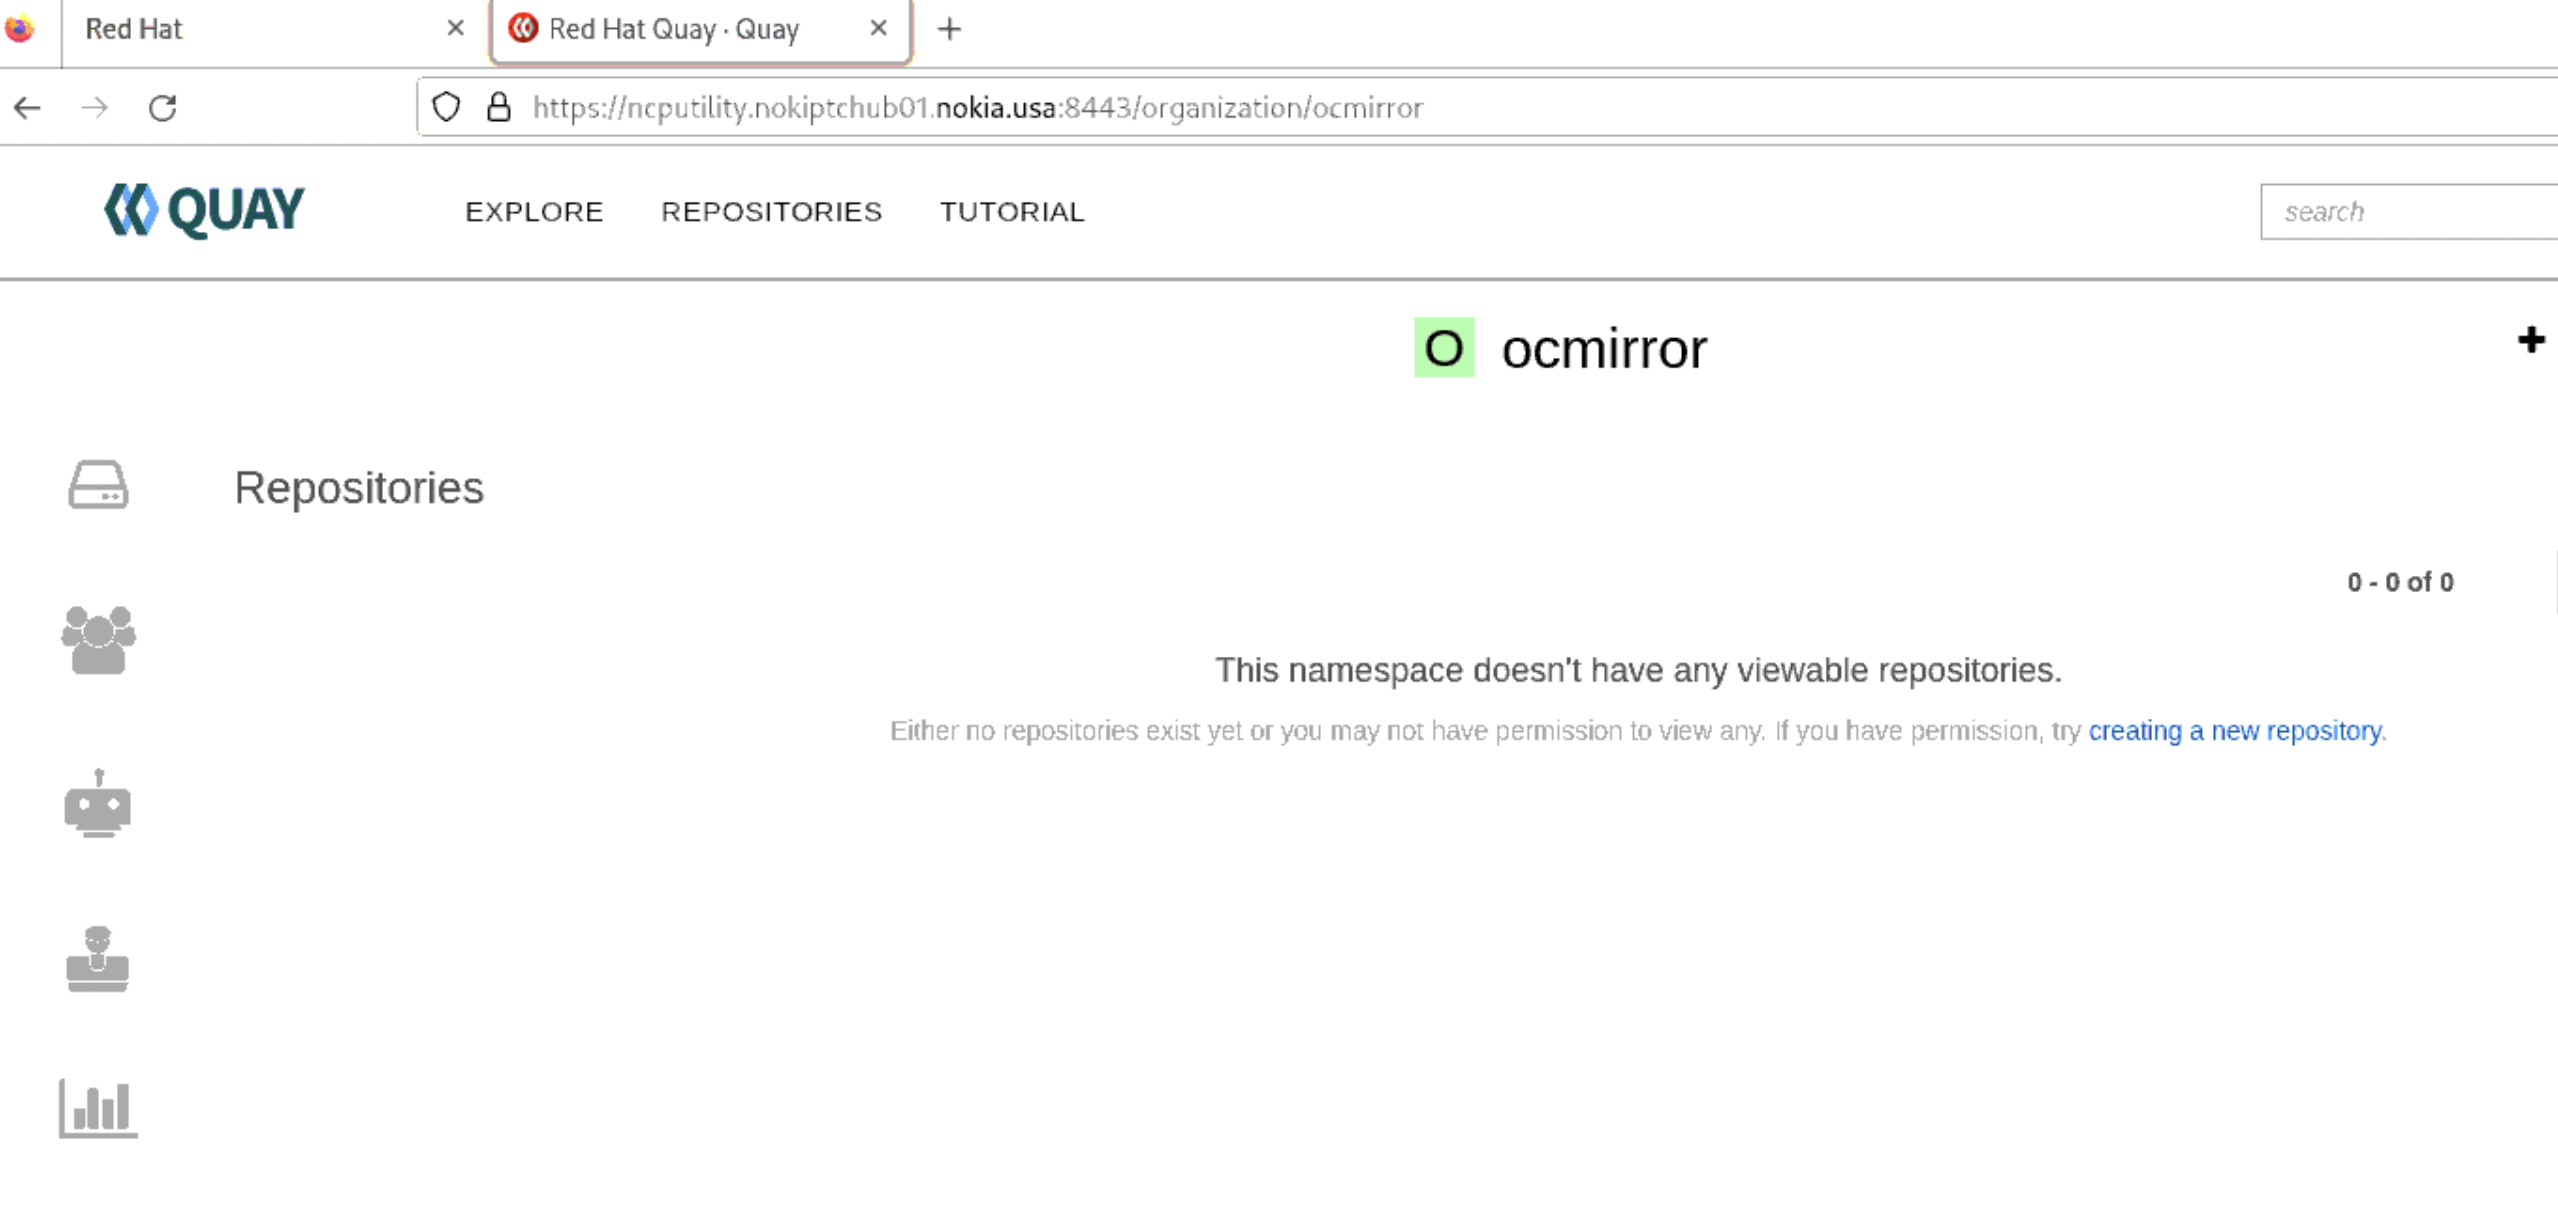 Red Hat
Red Hat Quay · Quay
https://ncputility.nokiptchub01.nokia.usa:8443/organization/ocmirror
QUAY EXPLORE REPOSITORIES TUTORIAL search
O ocmirror
Repositories
0 - 0 of 0
This namespace doesn't have any viewable repositories.
Either no repositories exist yet or you may not have permission to view any. If you have permission, try creating a new repository.